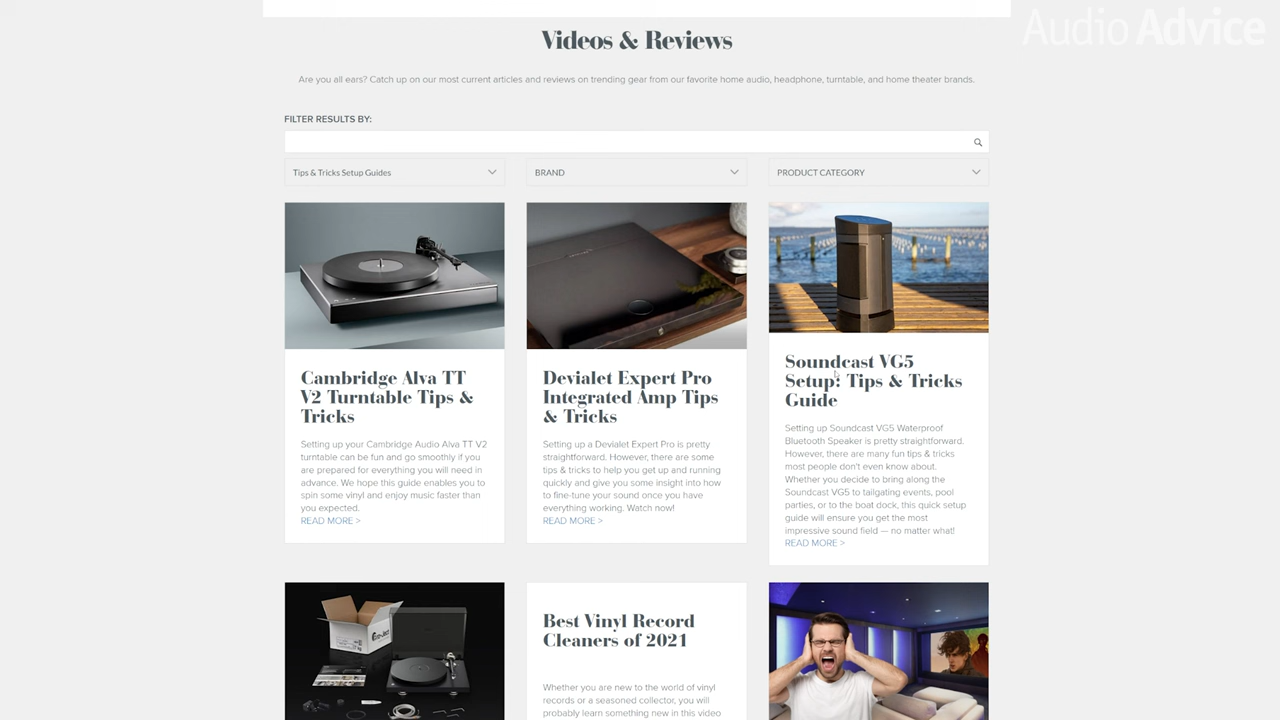 Audio Advice
Videos & Reviews
Are you all ears? Catch up on our most current articles and reviews on trending gear from our favorite home audio, headphone, turntable, and home theater brands.
FILTER RESULTS BY:
Tips & Tricks Setup Guides
BRAND
PRODUCT CATEGORY
Cambridge Alva TT
V2 Turntable Tips &
Tricks
Setting up your Cambridge Audio Alva TT V2
turntable can be fun and go smoothly if you
are prepared for everything you will need in
advance. We hope this guide enables you to
spin some vinyl and enjoy music faster than
you expected.
READ MORE >
Devialet Expert Pro
Integrated Amp Tips
& Tricks
Setting up a Devialet Expert Pro is pretty
straightforward. However, there are some
tips & tricks to help you get up and running
quickly and give you some insight into how
to fine-tune your sound once you have
everything working. Watch now!
READ MORE >
Soundcast VG5
Setup: Tips & Tricks
Guide
Setting up Soundcast VG5 Waterproof
Bluetooth Speaker is pretty straightforward.
However, there are many fun tips & tricks
most people don't even know about.
Whether you decide to bring along the
Soundcast VG5 to tailgating events, pool
parties, or to the boat dock, this quick setup
guide will ensure you get the most
impressive sound field — no matter what!
READ MORE >
Best Vinyl Record
Cleaners of 2021
Whether you are new to the world of vinyl
records or a seasoned collector, you will
probably learn something new in this video